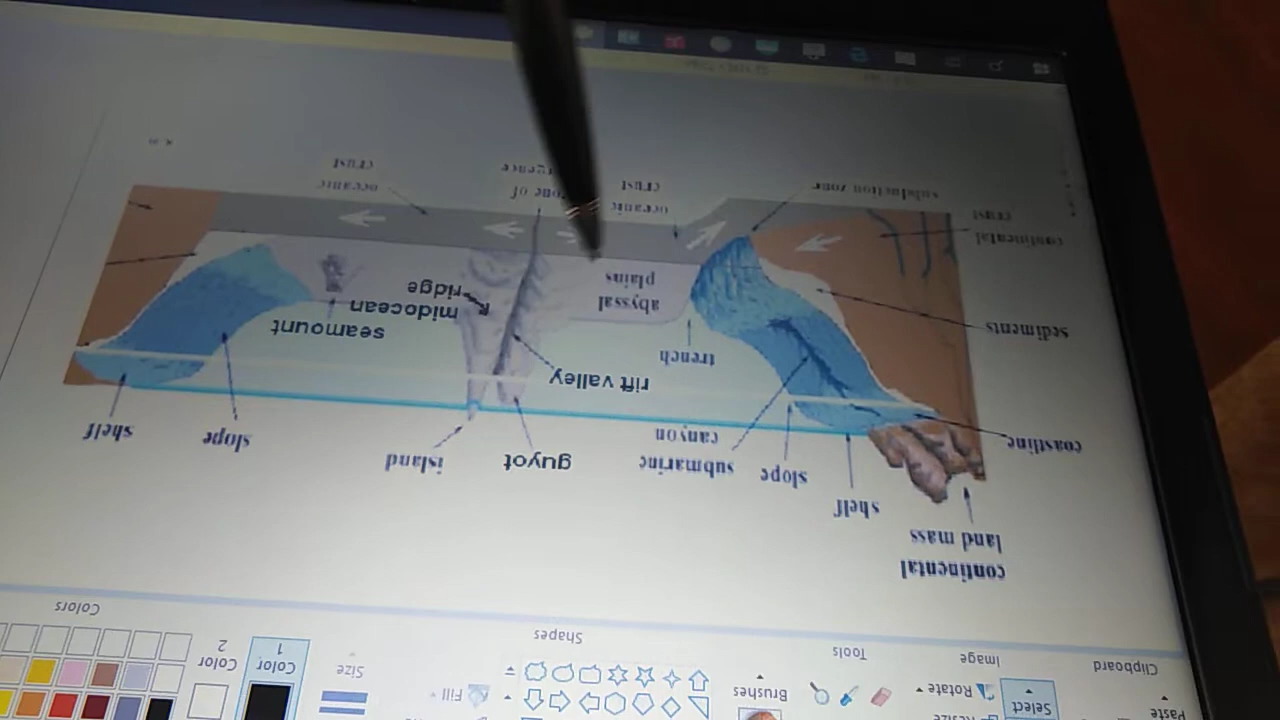 Paste
Clipboard
Select
Rotate
Image
Tools
Brushes
Shapes
Fill
Size
Color
1
Color
2
Colors
continental
land mass
shelf
coastline
slope
submarine
canyon
guyot
island
slope
shelf
rift valley
trench
sediments
seamount
midocean
ridge
abyssal
plains
continental
crust
subduction zone
oceanic
crust
zone of
oceanic
crust